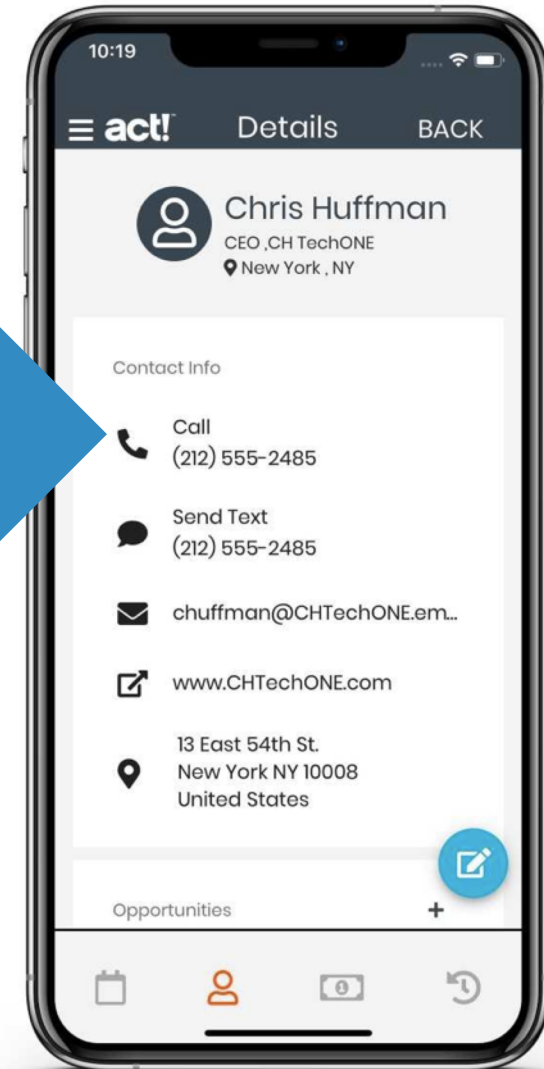 10:19
act! Details BACK
Chris Huffman
CEO ,CH TechONE
New York , NY
Contact Info
Call
(212) 555-2485
Send Text
(212) 555-2485
chuffman@CHTechONE.em...
www.CHTechONE.com
13 East 54th St.
New York NY 10008
United States
Opportunities +